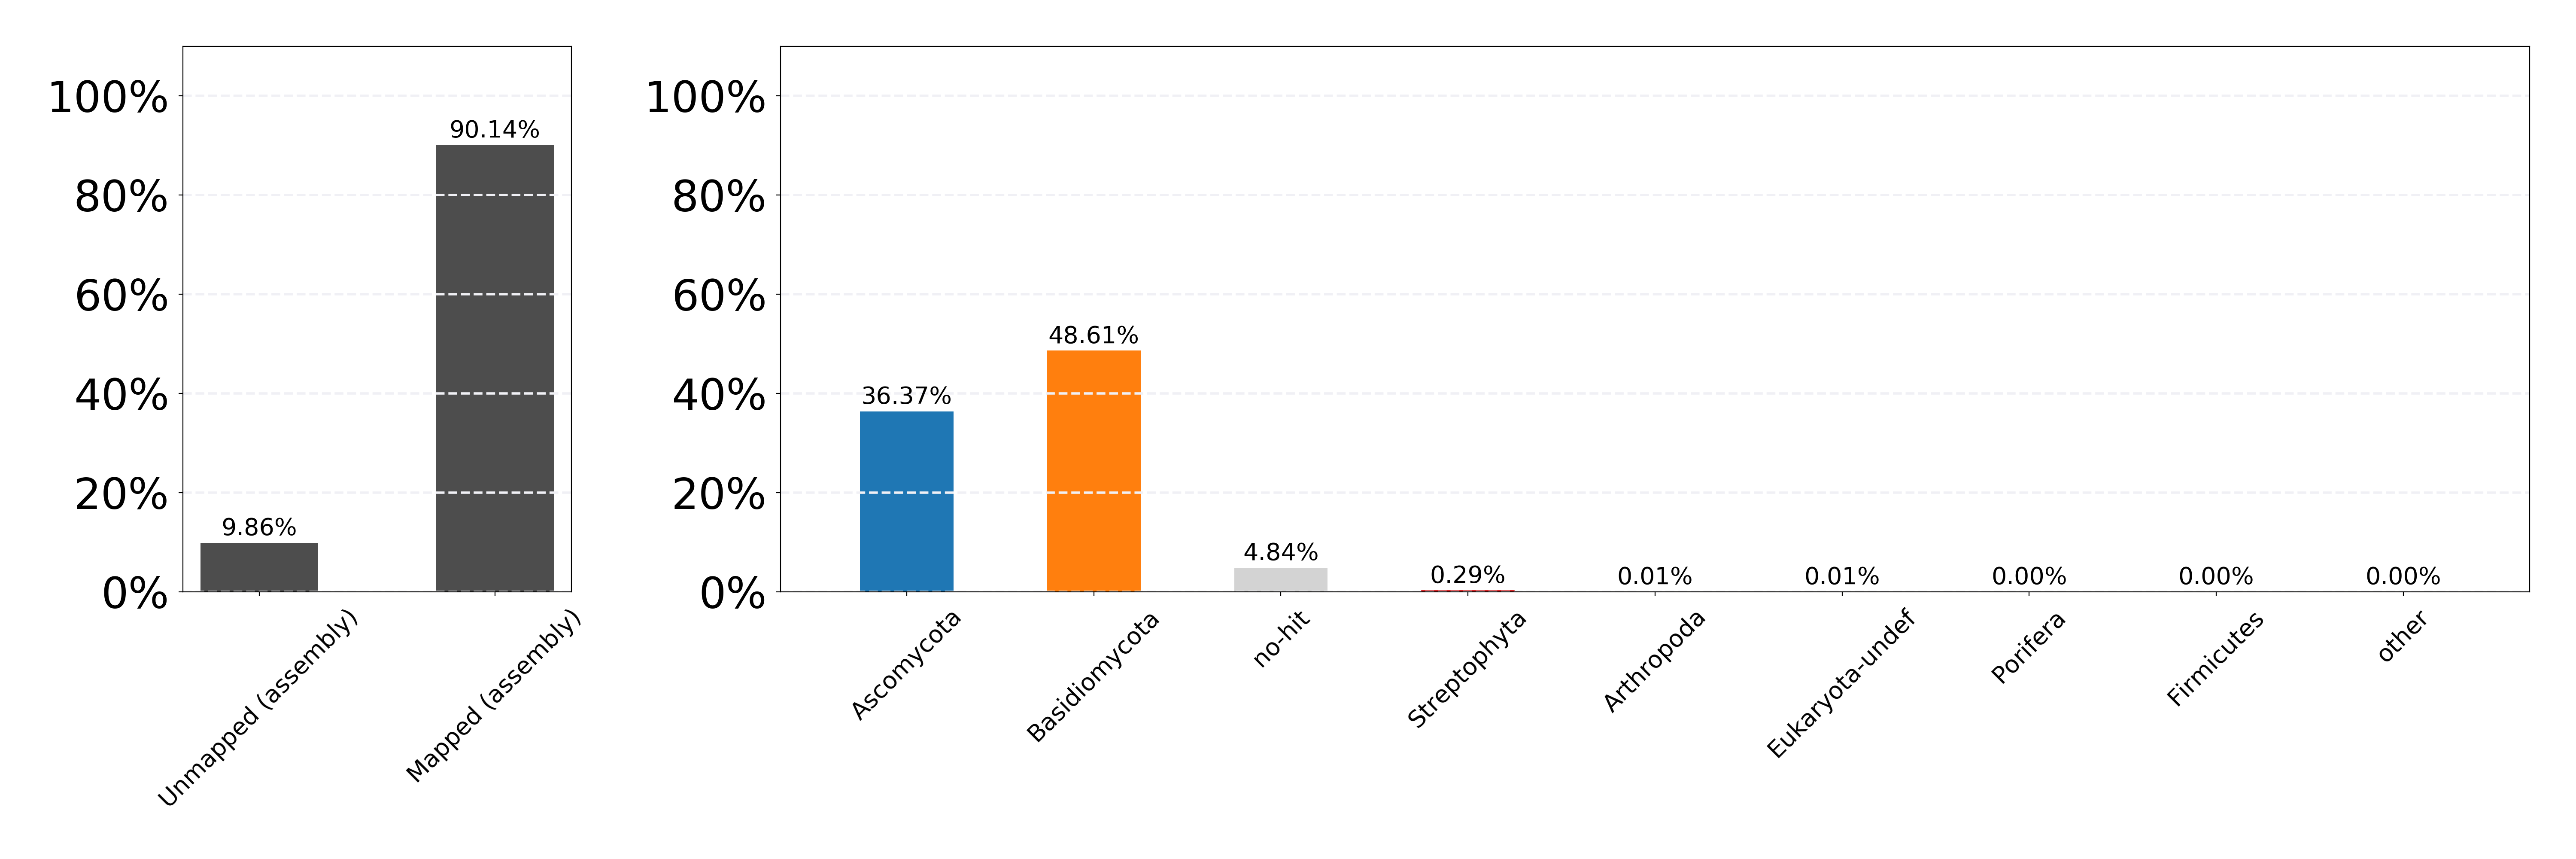 100%
80%
60%
40%
20%
0%
9.86%
90.14%
Unmapped (assembly)
Mapped (assembly)
100%
80%
60%
40%
20%
0%
36.37%
48.61%
4.84%
0.29%
0.01%
0.01%
0.00%
0.00%
0.00%
Ascomycota
Basidiomycota
no-hit
Streptophyta
Arthropoda
Eukaryota-undef
Porifera
Firmicutes
other